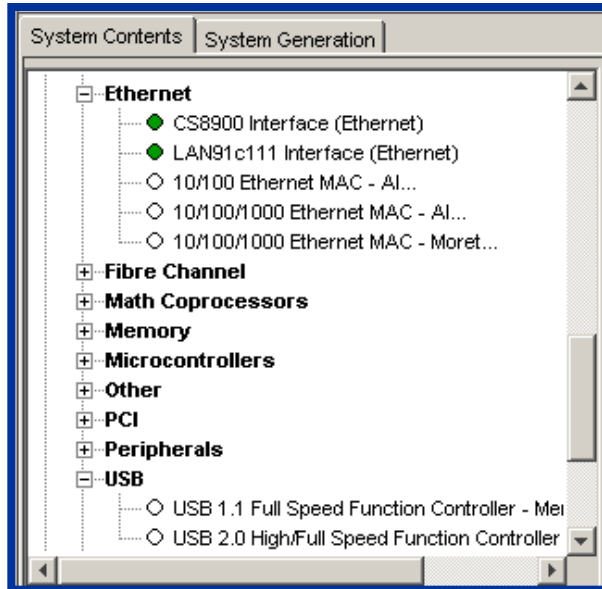 System Contents
System Generation
Ethernet
CS8900 Interface (Ethernet)
LAN91c111 Interface (Ethernet)
10/100 Ethernet MAC - Al...
10/100/1000 Ethernet MAC - Al...
10/100/1000 Ethernet MAC - Moret...
Fibre Channel
Math Coprocessors
Memory
Microcontrollers
Other
PCI
Peripherals
USB
USB 1.1 Full Speed Function Controller -
USB 2.0 High/Full Speed Function Controller